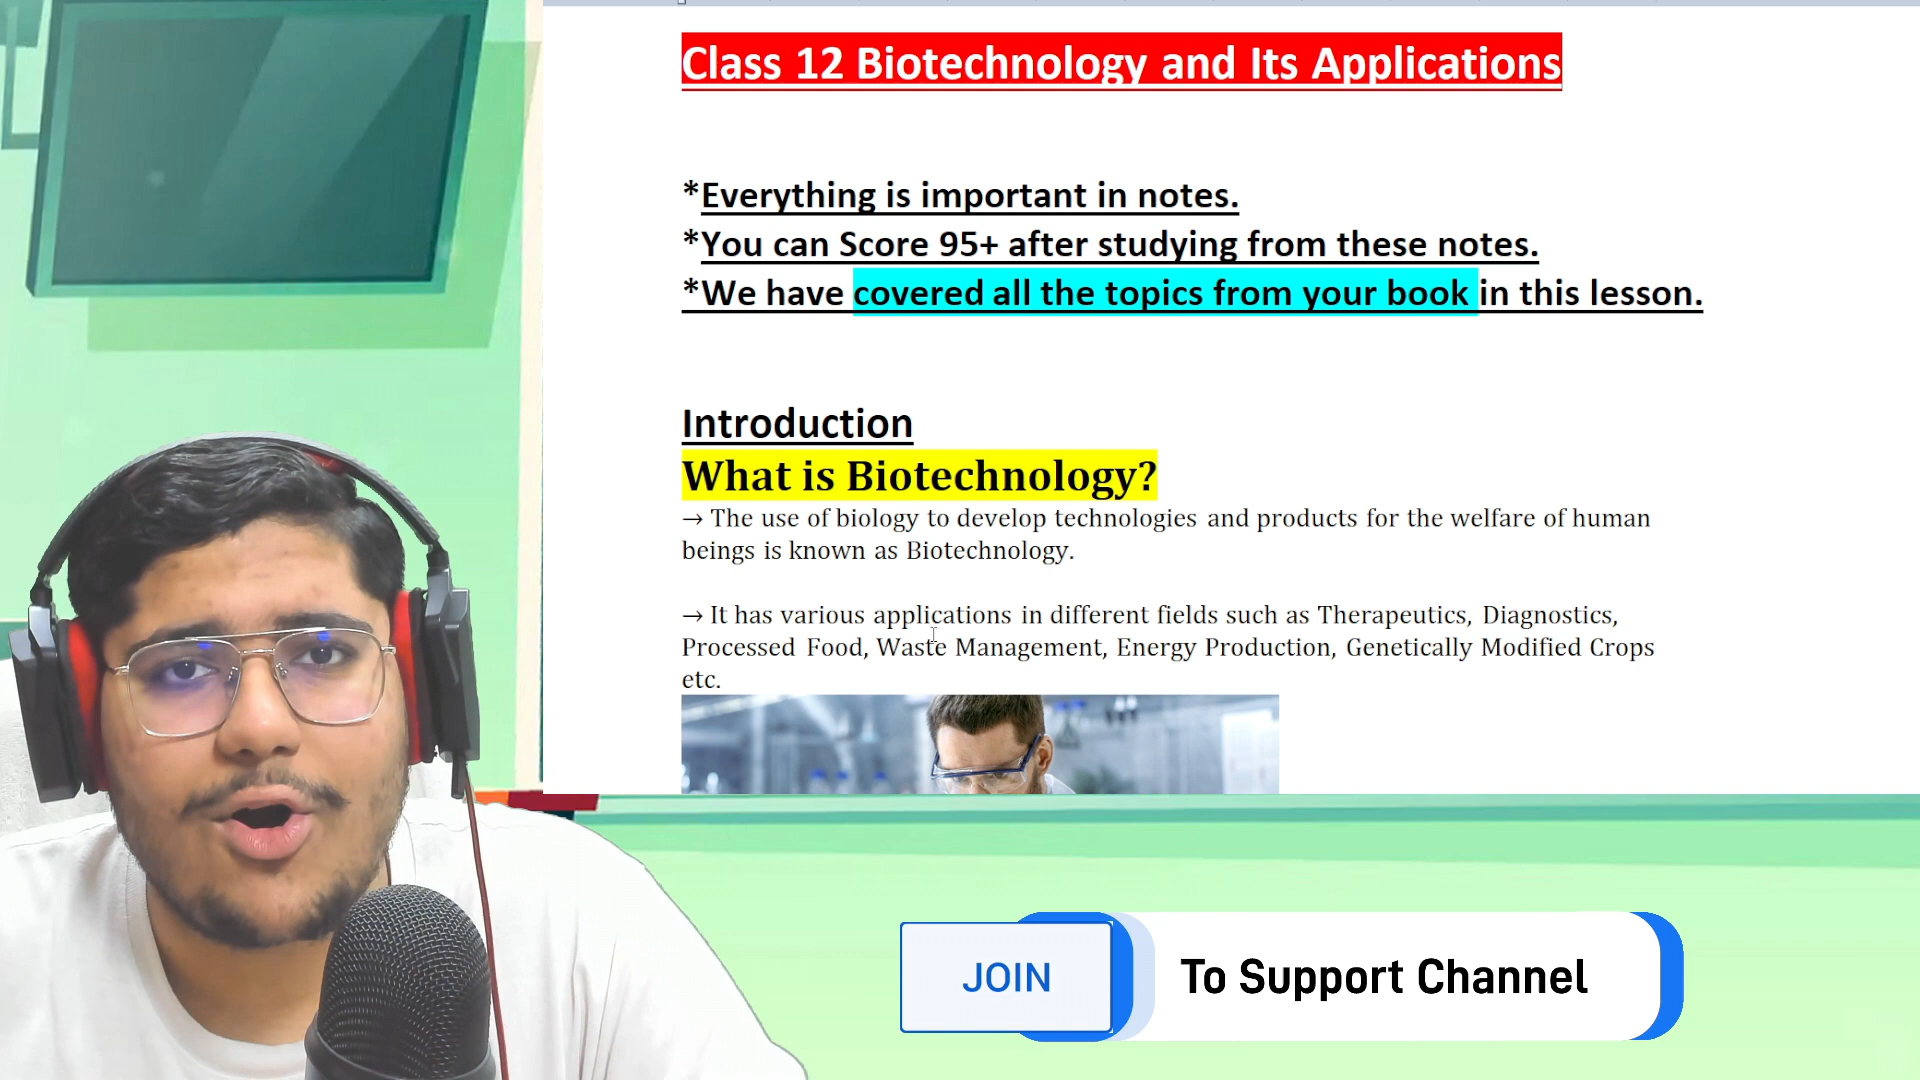 Class 12 Biotechnology and Its Applications
*Everything is important in notes.
*You can Score 95+ after studying from these notes.
*We have covered all the topics from your book in this lesson.
Introduction
What is Biotechnology?
→ The use of biology to develop technologies and products for the welfare of human
beings is known as Biotechnology.
→ It has various applications in different fields such as Therapeutics, Diagnostics,
Processed Food, Waste Management, Energy Production, Genetically Modified Crops
etc.
JOIN To Support Channel